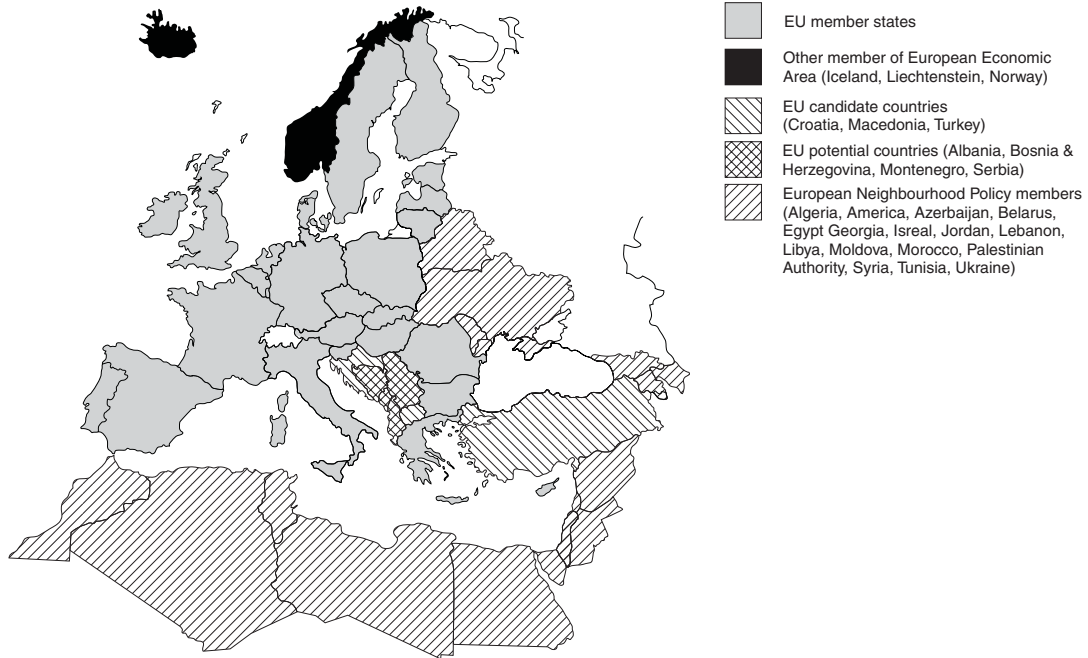 EU member states
Other member of European Economic
Area (Iceland, Liechtenstein, Norway)
EU candidate countries
(Croatia, Macedonia, Turkey)
EU potential countries (Albania, Bosnia &
Herzegovina, Montenegro, Serbia)
European Neighbourhood Policy members
(Algeria, America, Azerbaijan, Belarus,
Egypt Georgia, Isreal, Jordan, Lebanon,
Libya, Moldova, Morocco, Palestinian
Authority, Syria, Tunisia, Ukraine)